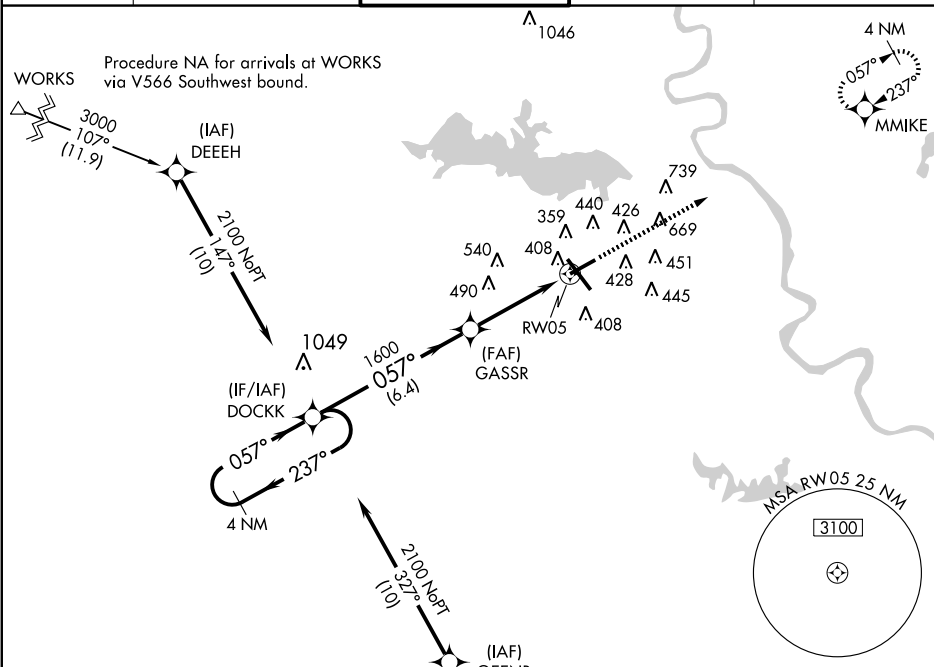 1046
4 NM
057°
237°
MMIKE
Procedure NA for arrivals at WORKS
via V566 Southwest bound.
WORKS
3000
107°
(11.9)
(IAF)
DEEEH
2100 NoPT
147°
(10)
739
359
440
426
669
540
408
428
451
490
445
RW05
408
1049
1600
057°
(6.4)
(FAF)
GASSR
(IF/IAF)
DOCKK
057°
237°
4 NM
MSA RW05 25 NM
3100
2100 NoPT
327°
(10)
(IAF)